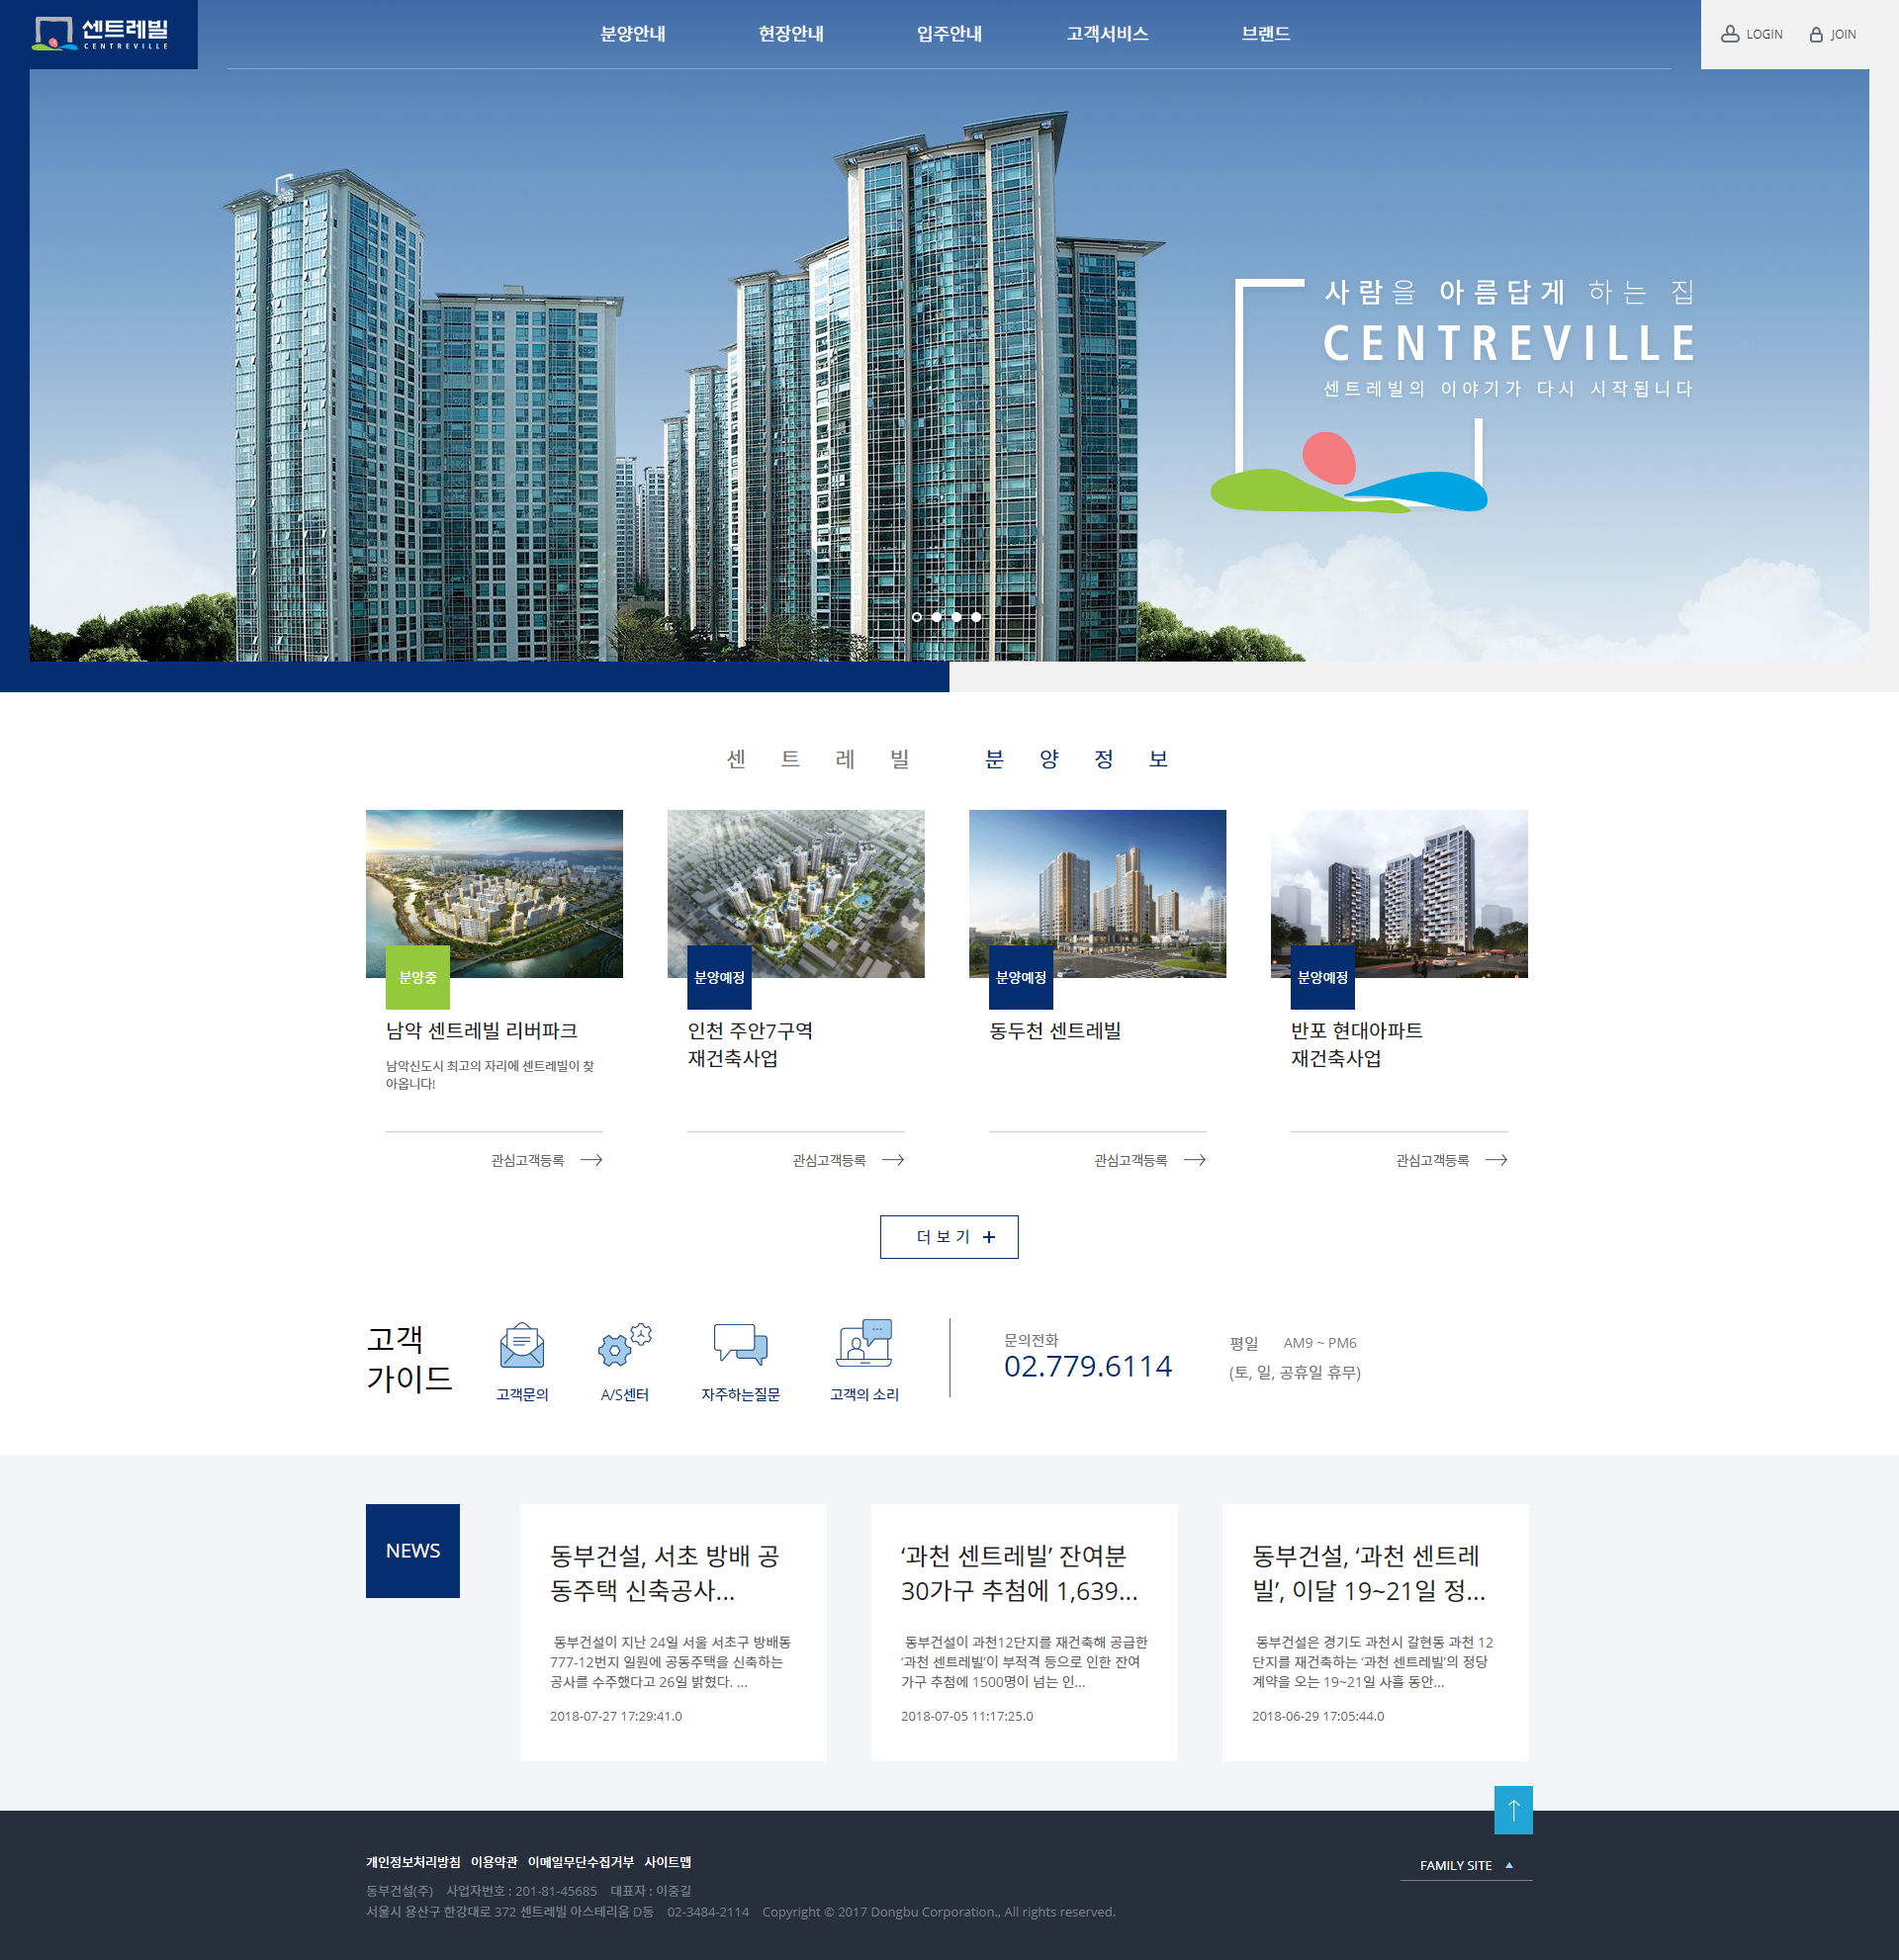 센트레빌
CENTREVILLE
분양안내
현장안내
입주안내
고객서비스
브랜드
LOGIN
JOIN
사람을 아름답게 하는 집
CENTREVILLE
센트레빌의 이야기가 다시 시작됩니다
센트레빌 분양정보
분양중
남악 센트레빌 리버파크
남악신도시 최고의 자리에 센트레빌이 찾
아옵니다!
관심고객등록
분양예정
인천 주안7구역
재건축사업
관심고객등록
분양예정
동두천 센트레빌
관심고객등록
분양예정
반포 현대아파트
재건축사업
관심고객등록
더보기 +
고객
가이드
고객문의
A/S센터
자주하는질문
고객의 소리
문의전화
02.779.6114
평일 AM9 ~ PM6
(토, 일, 공휴일 휴무)
NEWS
동부건설, 서초 방배 공
동주택 신축공사...
동부건설이 지난 24일 서울 서초구 방배동
777-12번지 일원에 공동주택을 신축하는
공사를 수주했다고 26일 밝혔다. ...
2018-07-27 17:29:41.0
‘과천 센트레빌’ 잔여분
30가구 추첨에 1,639...
동부건설이 과천12단지를 재건축해 공급한
‘과천 센트레빌’이 부적격 등으로 인한 잔여
가구 추첨에 1500명이 넘는 인...
2018-07-05 11:17:25.0
동부건설, ‘과천 센트레
빌’, 이달 19~21일 정...
동부건설은 경기도 과천시 갈현동 과천 12
단지를 재건축하는 ‘과천 센트레빌’의 정당
계약을 오는 19~21일 사흘 동안...
2018-06-29 17:05:44.0
개인정보처리방침 이용약관 이메일무단수집거부 사이트맵
FAMILY SITE
동부건설(주) 사업자번호 : 201-81-45685 대표자 : 이중길
서울시 용산구 한강대로 372 센트레빌 아스테리움 D동 02-3484-2114 Copyright © 2017 Dongbu Corporation., All rights reserved.